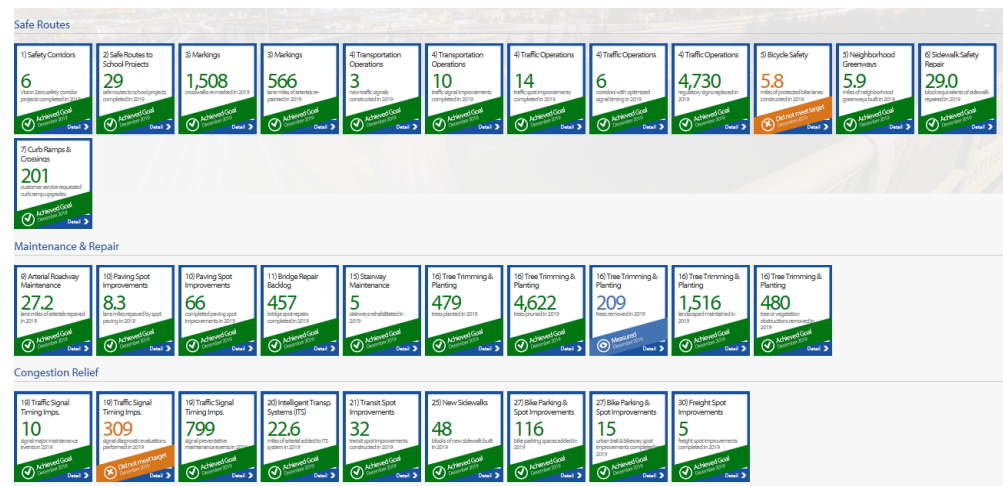 Safe Routes
1) Safety Corridors
6
Vision Zero safety corridor
projects completed in 2019
Achieved Goal
December 2019
Detail
2) Safe Routes to
School Projects
29
safe routes to school projects
completed in 2019
Achieved Goal
December 2019
Detail
3) Markings
1,508
crosswalks re-marked in 2019
Achieved Goal
December 2019
Detail
3) Markings
566
lane miles of arterials re-
painted in 2019
Achieved Goal
December 2019
Detail
4) Transportation
Operations
3
new traffic signals
constructed in 2019
Achieved Goal
December 2019
Detail
4) Transportation
Operations
10
traffic signal improvements
completed in 2019
Achieved Goal
December 2019
Detail
4) Traffic Operations
14
traffic spot improvements
completed in 2019
Achieved Goal
December 2019
Detail
4) Traffic Operations
6
corridors with optimized
signal timing in 2019
Achieved Goal
December 2019
Detail
4) Traffic Operations
4,730
regulatory signs replaced in
2019
Achieved Goal
December 2019
Detail
5) Bicycle Safety
5.8
miles of protected bike lanes
constructed in 2019
Did not meet target
December 2019
Detail
5) Neighborhood
Greenways
5.9
miles of neighborhood
greenways built in 2019
Achieved Goal
December 2019
Detail
6) Sidewalk Safety
Repair
29.0
block equivalents of sidewalk
repaired in 2019
Achieved Goal
December 2019
Detail
7) Curb Ramps &
Crossings
201
customer service requested
curb ramp upgrades
Achieved Goal
December 2019
Detail
Maintenance & Repair
9) Arterial Roadway
Maintenance
27.2
lane miles of arterials repaved
in 2019
Achieved Goal
December 2019
Detail
10) Paving Spot
Improvements
8.3
lane miles repaved by spot
paving in 2019
Achieved Goal
December 2019
Detail
10) Paving Spot
Improvements
66
completed paving spot
improvements in 2019
Achieved Goal
December 2019
Detail
11) Bridge Repair
Backlog
457
bridge spot repairs
completed in 2019
Achieved Goal
December 2019
Detail
15) Stairway
Maintenance
5
stairways rehabilitated in
2019
Achieved Goal
December 2019
Detail
16) Tree Trimming &
Planting
479
trees planted in 2019
Achieved Goal
December 2019
Detail
16) Tree Trimming &
Planting
4,622
trees pruned in 2019
Achieved Goal
December 2019
Detail
16) Tree Trimming &
Planting
209
trees removed in 2019
Measured
December 2019
Detail
16) Tree Trimming &
Planting
1,516
landscaped maintained in
2019
Achieved Goal
December 2019
Detail
16) Tree Trimming &
Planting
480
tree or vegetation
obstructions removed in
2019
Achieved Goal
December 2019
Detail
Congestion Relief
19) Traffic Signal
Timing Imps.
10
signal major maintenance
events in 2019
Achieved Goal
December 2019
Detail
19) Traffic Signal
Timing Imps.
309
signal diagnostic evaluations
performed in 2019
Did not meet target
December 2019
Detail
19) Traffic Signal
Timing Imps.
799
signal preventative
maintenance events in 2019
Achieved Goal
December 2019
Detail
20) Intelligent Transp.
Systems (ITS)
22.6
miles of arterial added to ITS
system in 2019
Achieved Goal
December 2019
Detail
21) Transit Spot
Improvements
32
transit spot improvements
constructed in 2019
Achieved Goal
December 2019
Detail
25) New Sidewalks
48
blocks of new sidewalk built
in 2019
Achieved Goal
December 2019
Detail
27) Bike Parking &
Spot Improvements
116
bike parking spaces added in
2019
Achieved Goal
December 2019
Detail
27) Bike Parking &
Spot Improvements
15
urban trail & bikeway spot
improvements completed in
2019
Achieved Goal
December 2019
Detail
30) Freight Spot
Improvements
5
freight spot improvements
completed in 2019
Achieved Goal
December 2019
Detail